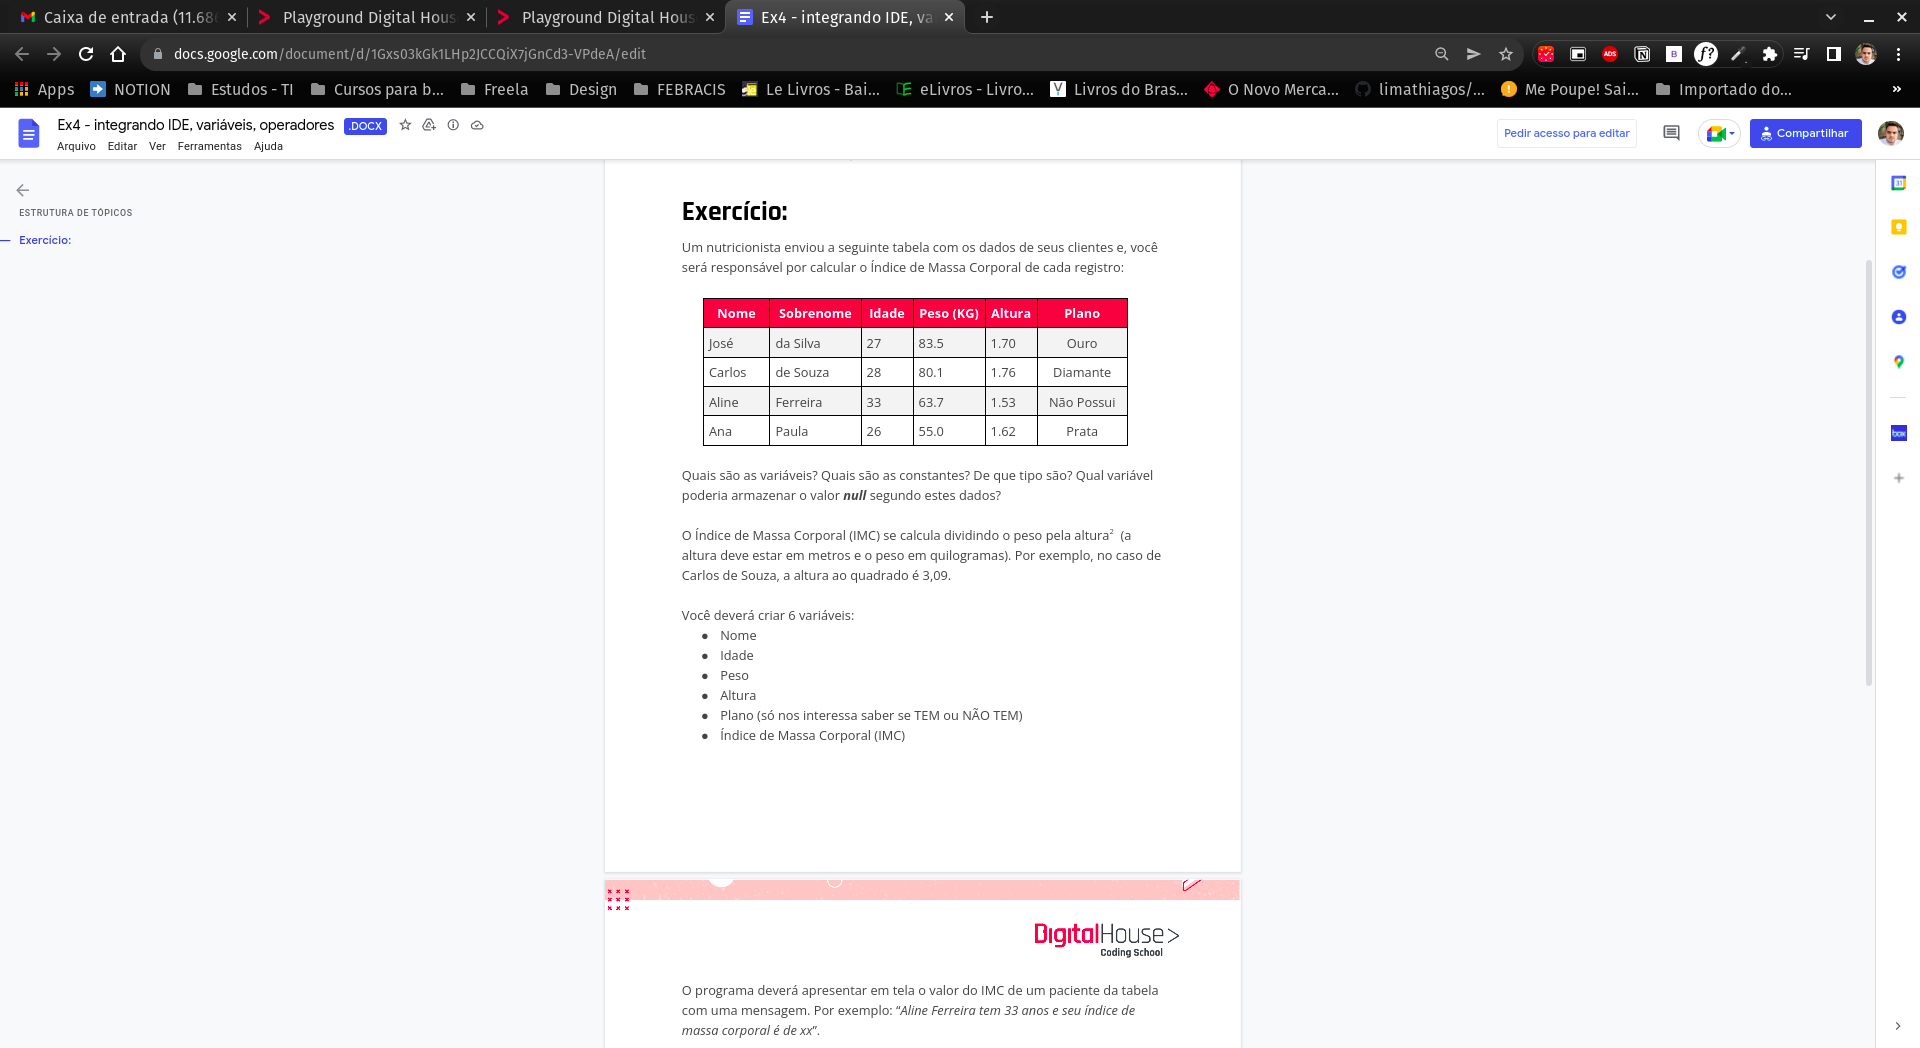 Caixa de entrada (11.68
Playground Digital Hous
Playground Digital Hous
Ex4 - integrando IDE, va
docs.google.com/document/d/1Gxs03kGk1LHp2JCCQiX7jGnCd3-VPdeA/edit
Apps NOTION Estudos - TI Cursos para b... Freela Design FEBRACIS Le Livros - Bai... eLivros - Livro... Livros do Bras... O Novo Merca... limathiagos/... Me Poupe! Sai... Importado do... »
Ex4 - integrando IDE, variáveis, operadores .DOCX
Arquivo Editar Ver Ferramentas Ajuda
Pedir acesso para editar
Compartilhar
ESTRUTURA DE TÓPICOS
Exercício:
Exercício:
Um nutricionista enviou a seguinte tabela com os dados de seus clientes e, você
será responsável por calcular o Índice de Massa Corporal de cada registro:
Nome Sobrenome Idade Peso (KG) Altura Plano
José da Silva 27 83.5 1.70 Ouro
Carlos de Souza 28 80.1 1.76 Diamante
Aline Ferreira 33 63.7 1.53 Não Possui
Ana Paula 26 55.0 1.62 Prata
Quais são as variáveis? Quais são as constantes? De que tipo são? Qual variável
poderia armazenar o valor null segundo estes dados?
O Índice de Massa Corporal (IMC) se calcula dividindo o peso pela altura² (a
altura deve estar em metros e o peso em quilogramas). Por exemplo, no caso de
Carlos de Souza, a altura ao quadrado é 3,09.
Você deverá criar 6 variáveis:
● Nome
● Idade
● Peso
● Altura
● Plano (só nos interessa saber se TEM ou NÃO TEM)
● Índice de Massa Corporal (IMC)
DigitalHouse>
Coding School
O programa deverá apresentar em tela o valor do IMC de um paciente da tabela
com uma mensagem. Por exemplo: “Aline Ferreira tem 33 anos e seu índice de
massa corporal é de xx”.